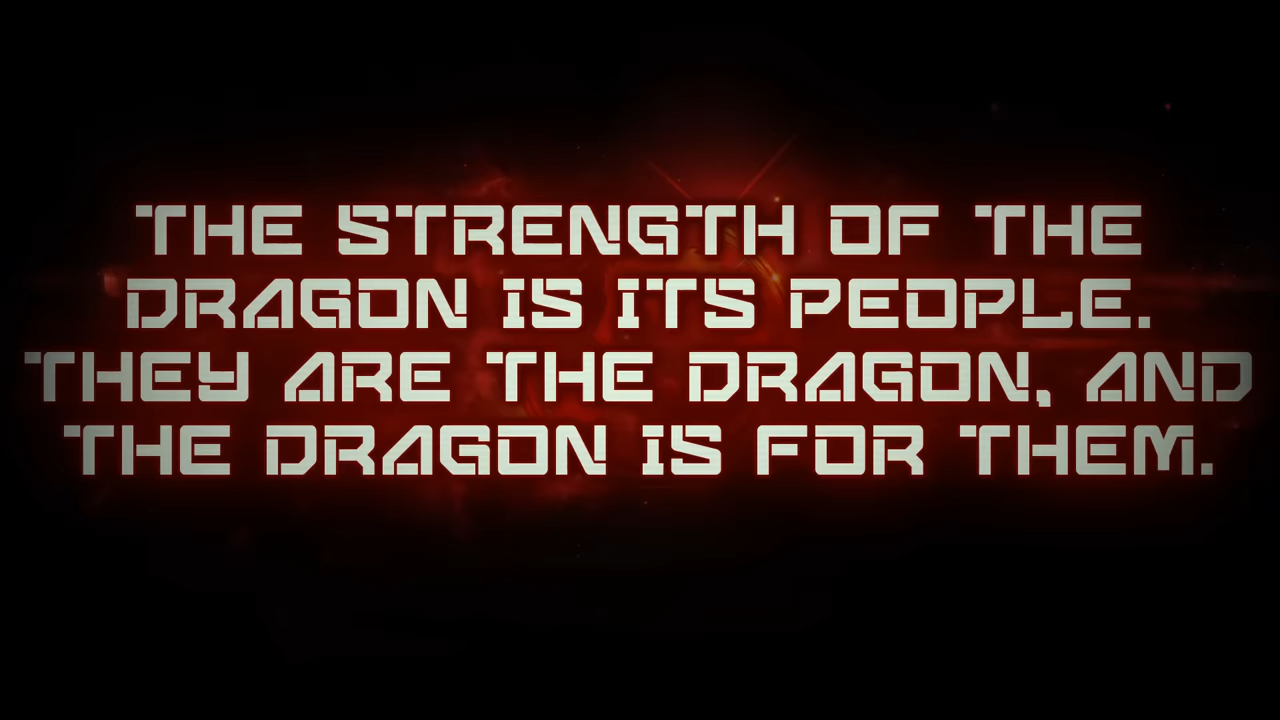 THE STRENGTH OF THE
DRAGON IS ITS PEOPLE.
THEY ARE THE DRAGON, AND
THE DRAGON IS FOR THEM.